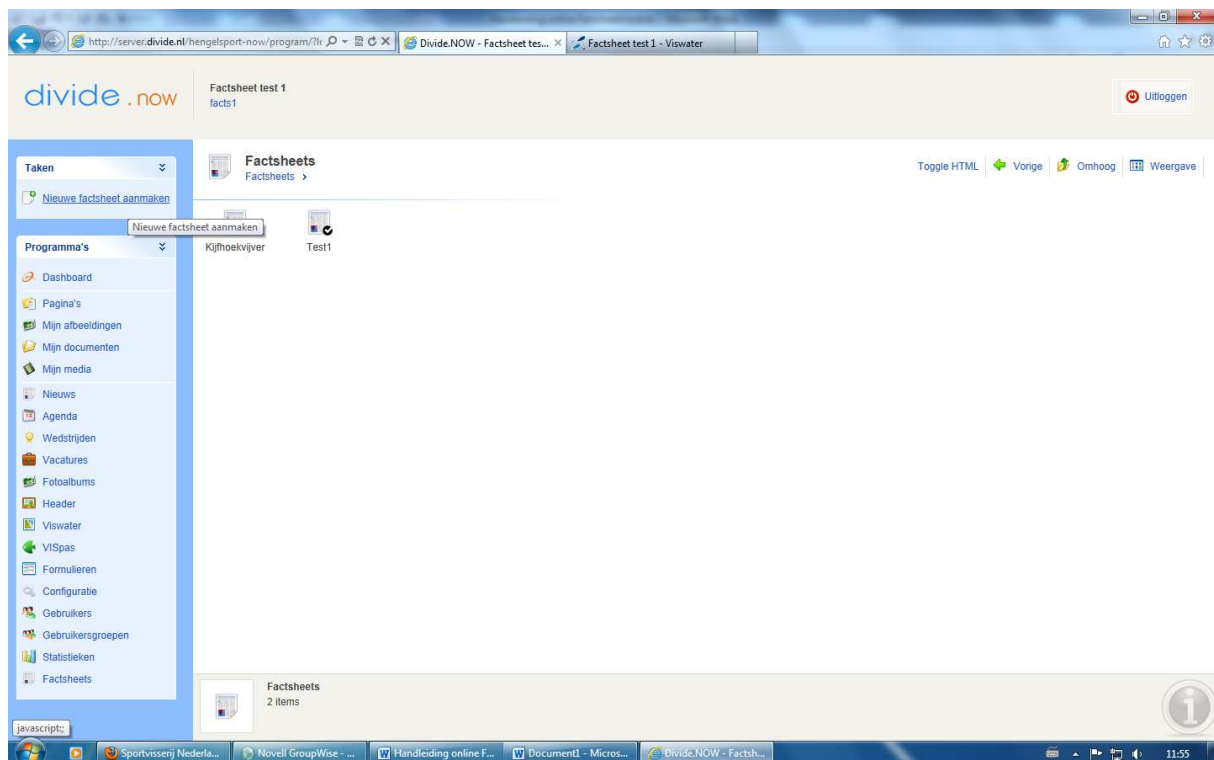 http://server.divide.nl/hengelsport-now/program/?
Divide.NOW - Factsheet tes...
Factsheet test 1 - Viswater
divide . now
Factsheet test 1
facts1
Uitloggen
Taken
Nieuwe factsheet aanmaken
Nieuwe factsheet aanmaken
Factsheets
Factsheets >
Toggle HTML
Vorige
Omhoog
Weergave
Kijfhoekvijver
Test1
Programma's
Dashboard
Pagina's
Mijn afbeeldingen
Mijn documenten
Mijn media
Nieuws
Agenda
Wedstrijden
Vacatures
Fotoalbums
Header
Viswater
VISpas
Formulieren
Configuratie
Gebruikers
Gebruikersgroepen
Statistieken
Factsheets
Factsheets
2 items
javascript:;
Sportvisserij Nederla...
Novell GroupWise - ...
Handleiding online F...
Document1 - Micros...
Divide.NOW - Factsh...
11:55